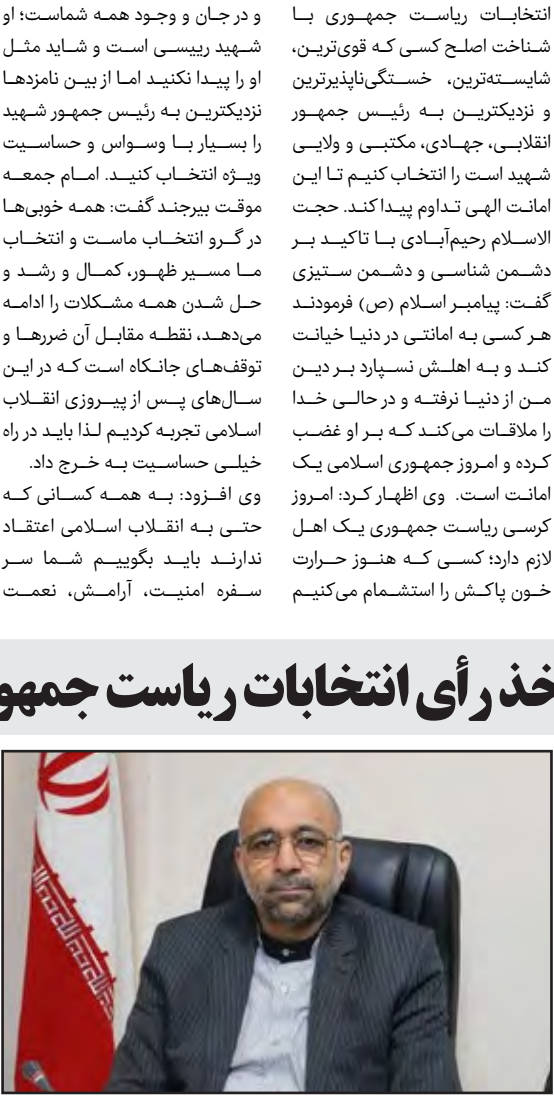 انتخابات ریاست جمهوری با
شناخت اصلح کسی که قوی‌ترین،
شایسته‌ترین، خستگی‌ناپذیرترین
و نزدیکترین به رئیس جمهور
انقلابی، جهادی، مکتبی و ولایی
شهید است را انتخاب کنیم تا این
امانت الهی تداوم پیدا کند. حجت
الاسلام رحیم‌آبادی با تاکید بر
دشمن شناسی و دشمن ستیزی
گفت: پیامبر اسلام (ص) فرمودند
هر کسی به امانتی در دنیا خیانت
کند و به اهلش نسپارد بر دین
من از دنیا نرفته و در حالی خدا
را ملاقات می‌کند که بر او غضب
کرده و امروز جمهوری اسلامی یک
امانت است. وی اظهار کرد: امروز
کرسی ریاست جمهوری یک اهل
لازم دارد؛ کسی که هنوز حرارت
خون پاکش را استشمام می‌کنیم
و در جان و وجود همه شماست؛ او
شهید رییسی است و شاید مثل
او را پیدا نکنید اما از بین نامزدها
نزدیکترین به رئیس جمهور شهید
را بسیار با وسواس و حساسیت
ویژه انتخاب کنید. امام جمعه
موقت بیرجند گفت: همه خوبی‌ها
در گرو انتخاب ماست و انتخاب
ما مسیر ظهور، کمال و رشد و
حل شدن همه مشکلات را ادامه
می‌دهد، نقطه مقابل آن ضررها و
توقف‌های جانکاه است که در این
سال‌های پس از پیروزی انقلاب
اسلامی تجربه کردیم لذا باید در راه
خیلی حساسیت به خرج داد.
وی افزود: به همه کسانی که
حتی به انقلاب اسلامی اعتقاد
ندارند باید بگوییم شما سر
سفره امنیت، آرامش، نعمت
خذ رأی انتخابات ریاست جمهو